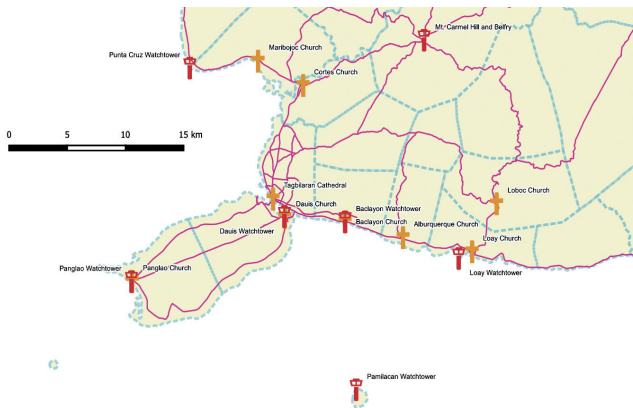 Mt. Carmel Hill and Belfry
Maribojoc Church
Punta Cruz Watchtower
Cortes Church
0 5 10 15 km
Tagbilaran Cathedral
Loboc Church
Dauis Church
Baclayon Watchtower
Baclayon Church
Alburquerque Church
Dauis Watchtower
Loay Church
Panglao Watchtower
Panglao Church
Loay Watchtower
Pamilacan Watchtower